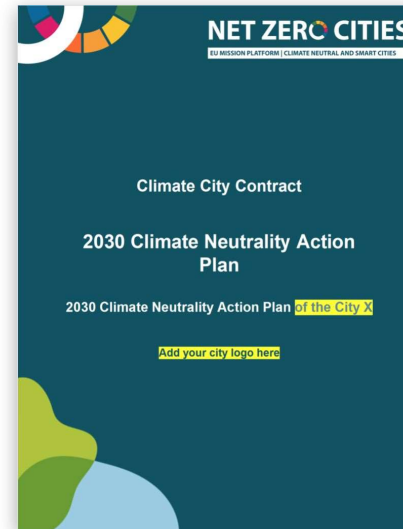 NET ZERO CITIES
EU MISSION PLATFORM | CLIMATE NEUTRAL AND SMART CITIES
Climate City Contract
2030 Climate Neutrality Action
Plan
2030 Climate Neutrality Action Plan of the City X
Add your city logo here